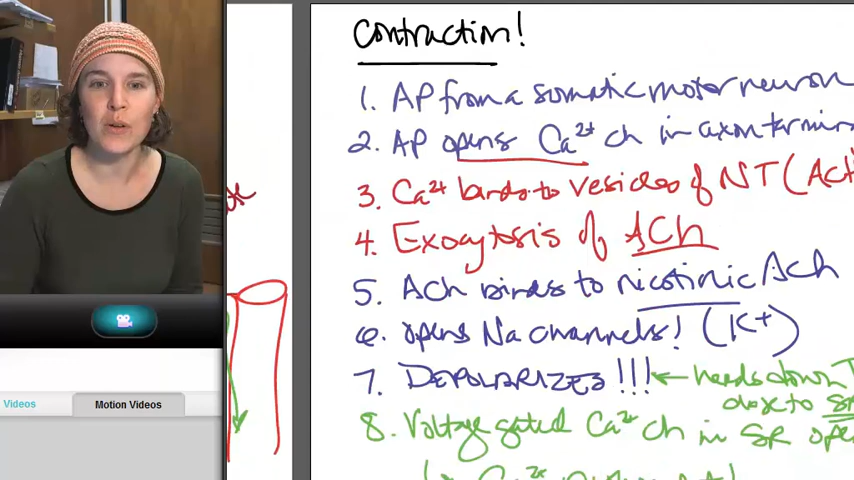 Contraction!
1. AP from a somatic motor neuron
2. AP opens Ca2+ ch in axon termin
3. Ca2+ binds to vesicles of NT (Ach
4. Exocytosis of ACh
5. Ach binds to nicotinic Ach
6. opens Na channels! (K+)
7. DEPOLARIZES!!! ← heads down T
close to SR
8. Voltage gated Ca2+ ch in SR ope
Ca2+
Videos
Motion Videos